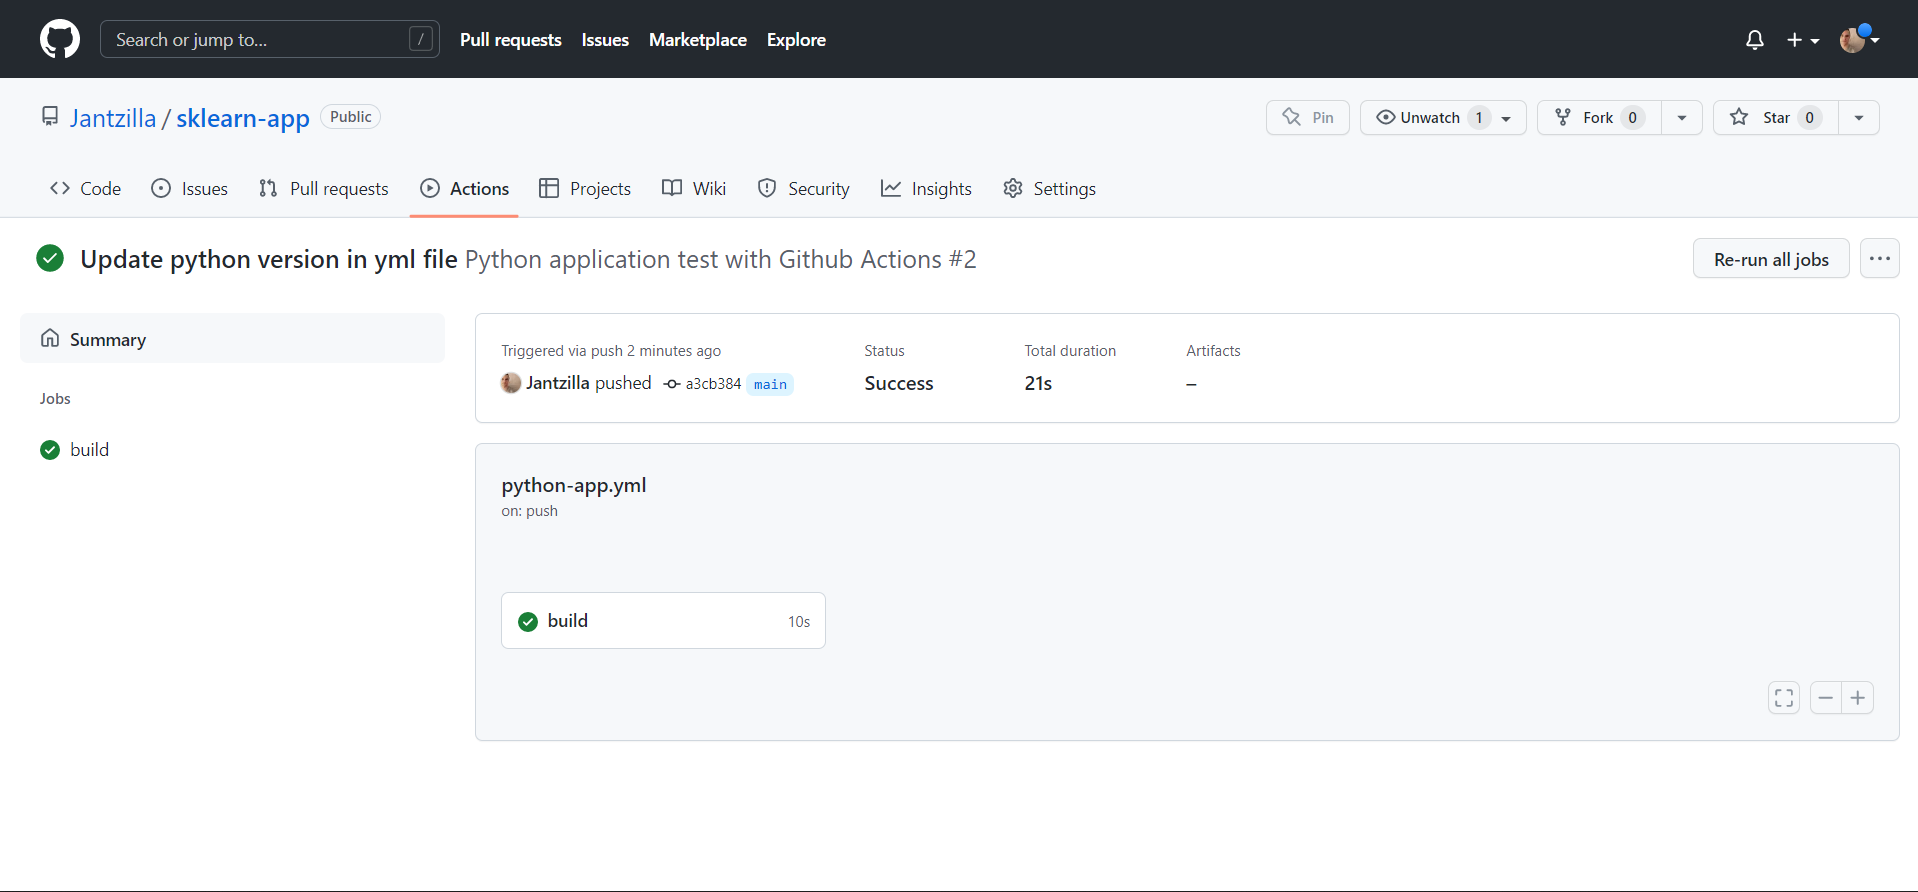 Search or jump to... / Pull requests Issues Marketplace Explore
Jantzilla / sklearn-app Public Pin Unwatch 1 Fork 0 Star 0
Code Issues Pull requests Actions Projects Wiki Security Insights Settings
Update python version in yml file Python application test with Github Actions #2 Re-run all jobs ...
Summary
Jobs
build
Triggered via push 2 minutes ago Status Total duration Artifacts
Jantzilla pushed a3cb384 main Success 21s –
python-app.yml
on: push
build 10s